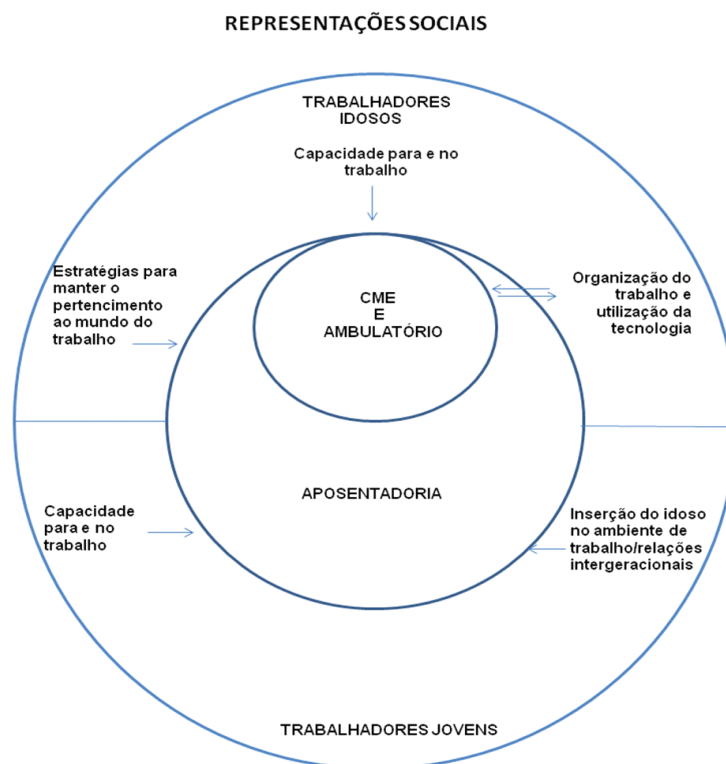 REPRESENTAÇÕES SOCIAIS
TRABALHADORES
IDOSOS
Capacidade para e no
trabalho
Estratégias para
manter o
pertencimento
ao mundo do
trabalho
CME
E
AMBULATÓRIO
Organização do
trabalho e
utilização da
tecnologia
APOSENTADORIA
Capacidade
para e no
trabalho
Inserção do idoso
no ambiente de
trabalho/relações
intergeracionais
TRABALHADORES JOVENS